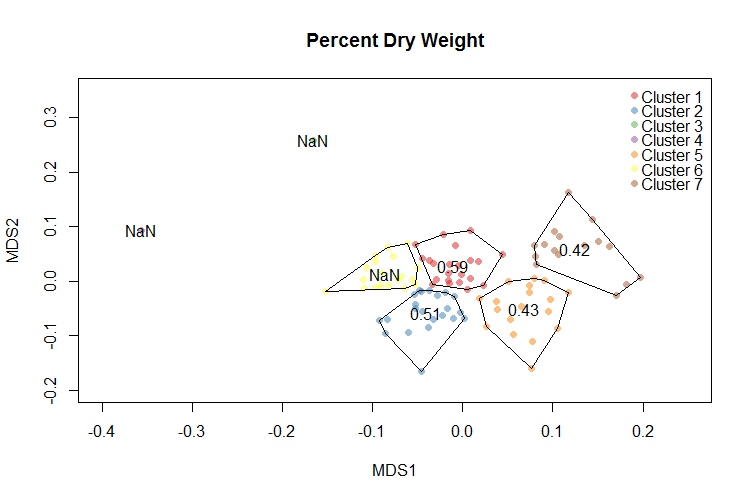 Percent Dry Weight
Cluster 1
Cluster 2
Cluster 3
Cluster 4
Cluster 5
Cluster 6
Cluster 7
NaN
NaN
NaN
0.59
0.42
0.51
0.43
MDS2
0.3
0.2
0.1
0.0
-0.1
-0.2
-0.4 -0.3 -0.2 -0.1 0.0 0.1 0.2
MDS1